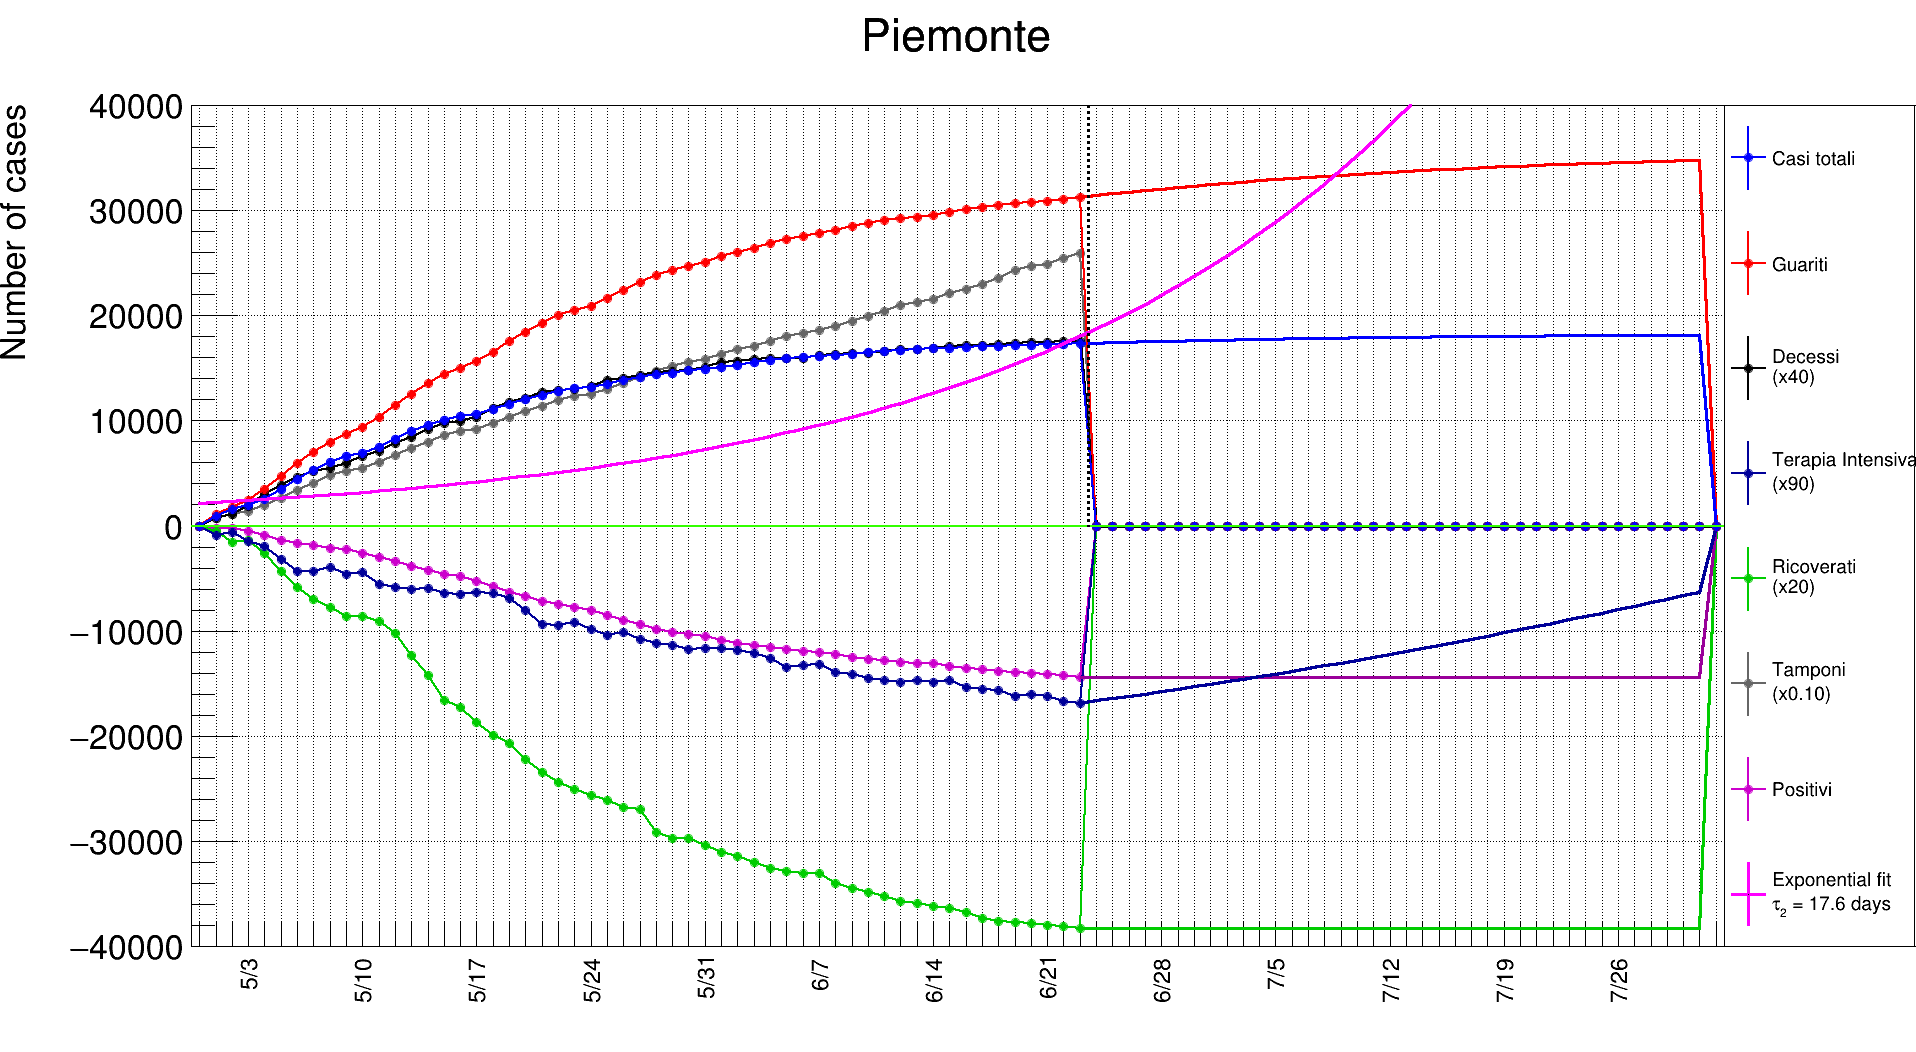 Piemonte
Number of cases
40000
30000
20000
10000
0
−10000
−20000
−30000
−40000
5/3
5/10
5/17
5/24
5/31
6/7
6/14
6/21
6/28
7/5
7/12
7/19
7/26
Casi totali
Guariti
Decessi
(x40)
Terapia Intensiva
(x90)
Ricoverati
(x20)
Tamponi
(x0.10)
Positivi
Exponential fit
τ₂ = 17.6 days